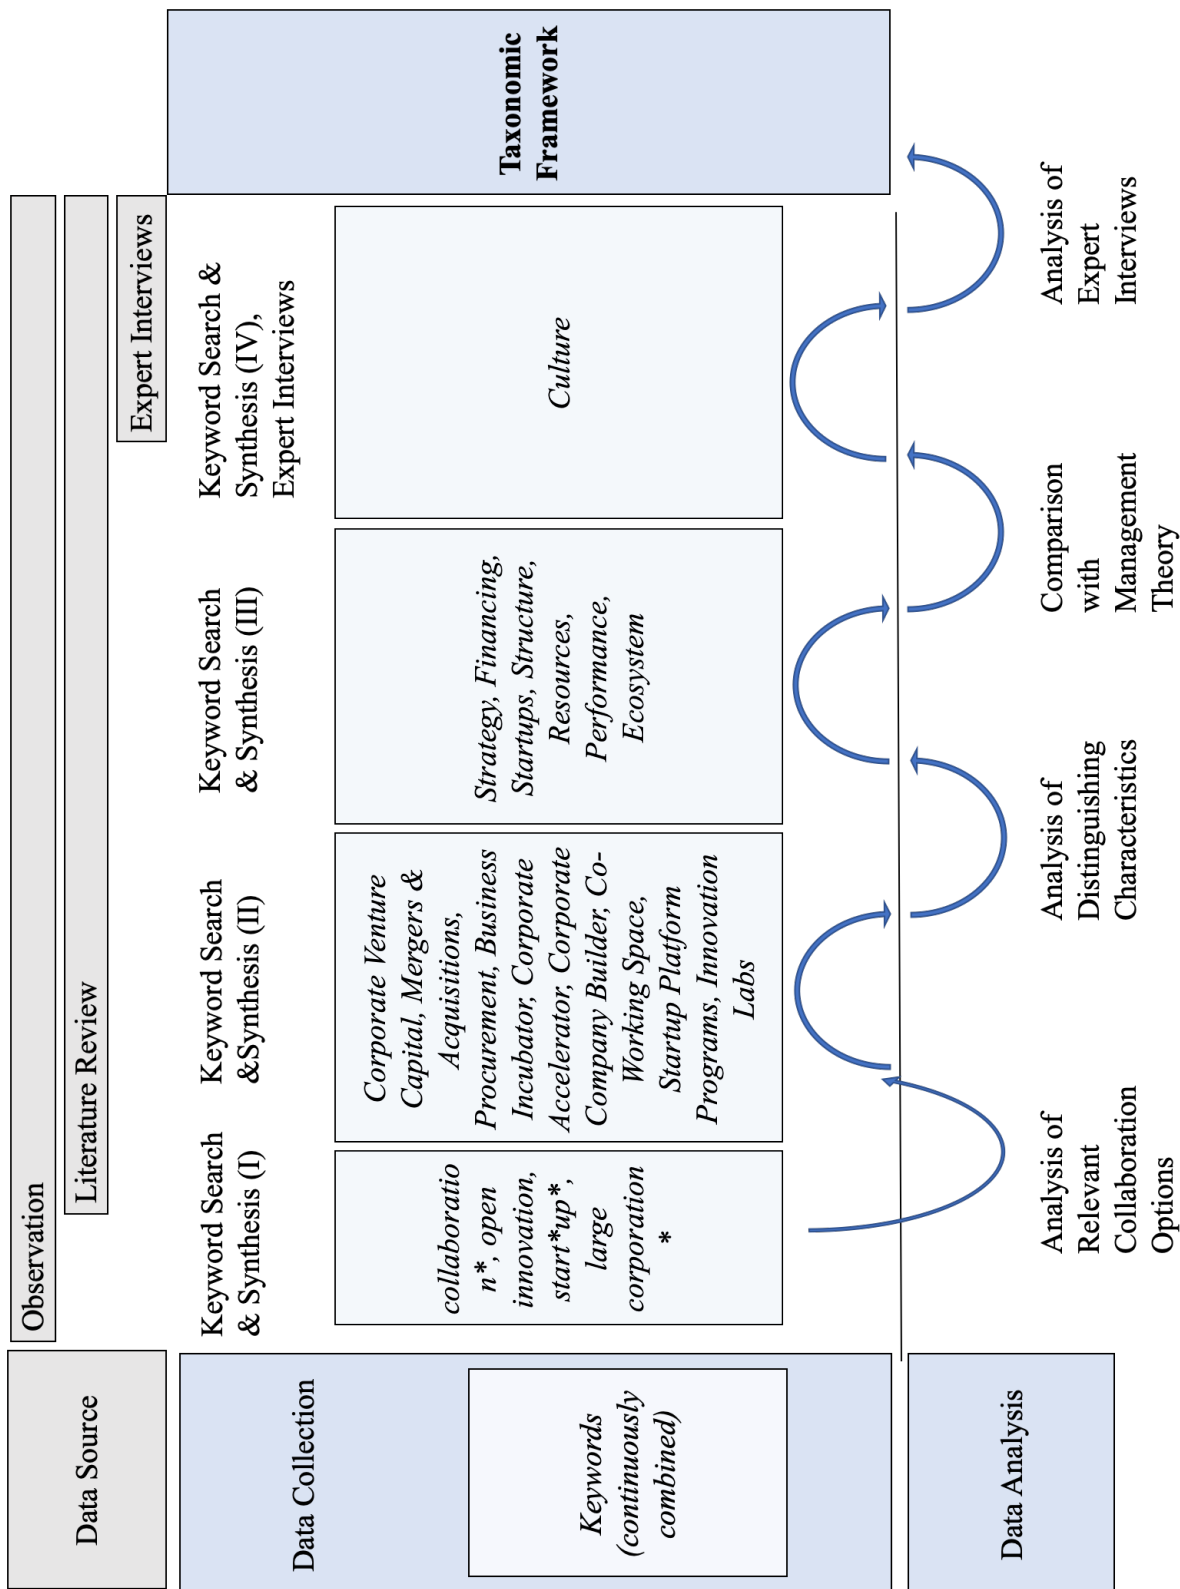 Data Source
Observation
Literature Review
Expert Interviews
Data Collection
Keyword Search
& Synthesis (I)
Keyword Search
&Synthesis (II)
Keyword Search
& Synthesis (III)
Keyword Search &
Synthesis (IV),
Expert Interviews
Keywords
(continuously
combined)
collaboratio
n*, open
innovation,
start*up*,
large
corporation
*
Corporate Venture
Capital, Mergers &
Acquisitions,
Procurement, Business
Incubator, Corporate
Accelerator, Corporate
Company Builder, Co-
Working Space,
Startup Platform
Programs, Innovation
Labs
Strategy, Financing,
Startups, Structure,
Resources,
Performance,
Ecosystem
Culture
Taxonomic
Framework
Data Analysis
Analysis of
Relevant
Collaboration
Options
Analysis of
Distinguishing
Characteristics
Comparison
with
Management
Theory
Analysis of
Expert
Interviews